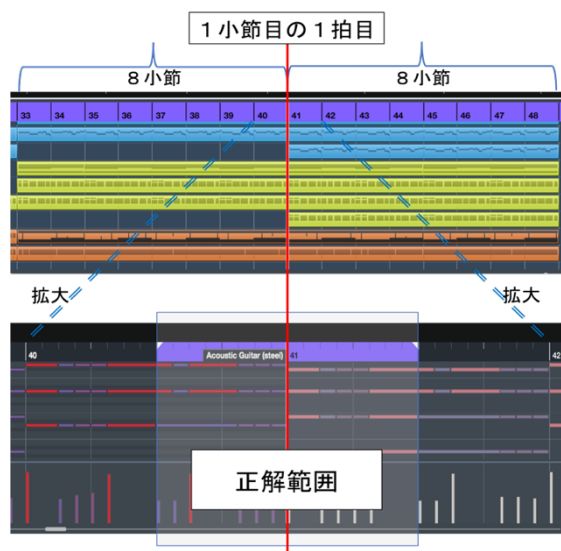 １小節目の１拍目
８小節 ８小節
33 34 35 36 37 38 39 40 41 42 43 44 45 46 47 48
拡大 拡大
40 Acoustic Guitar (steel) 41 42
正解範囲